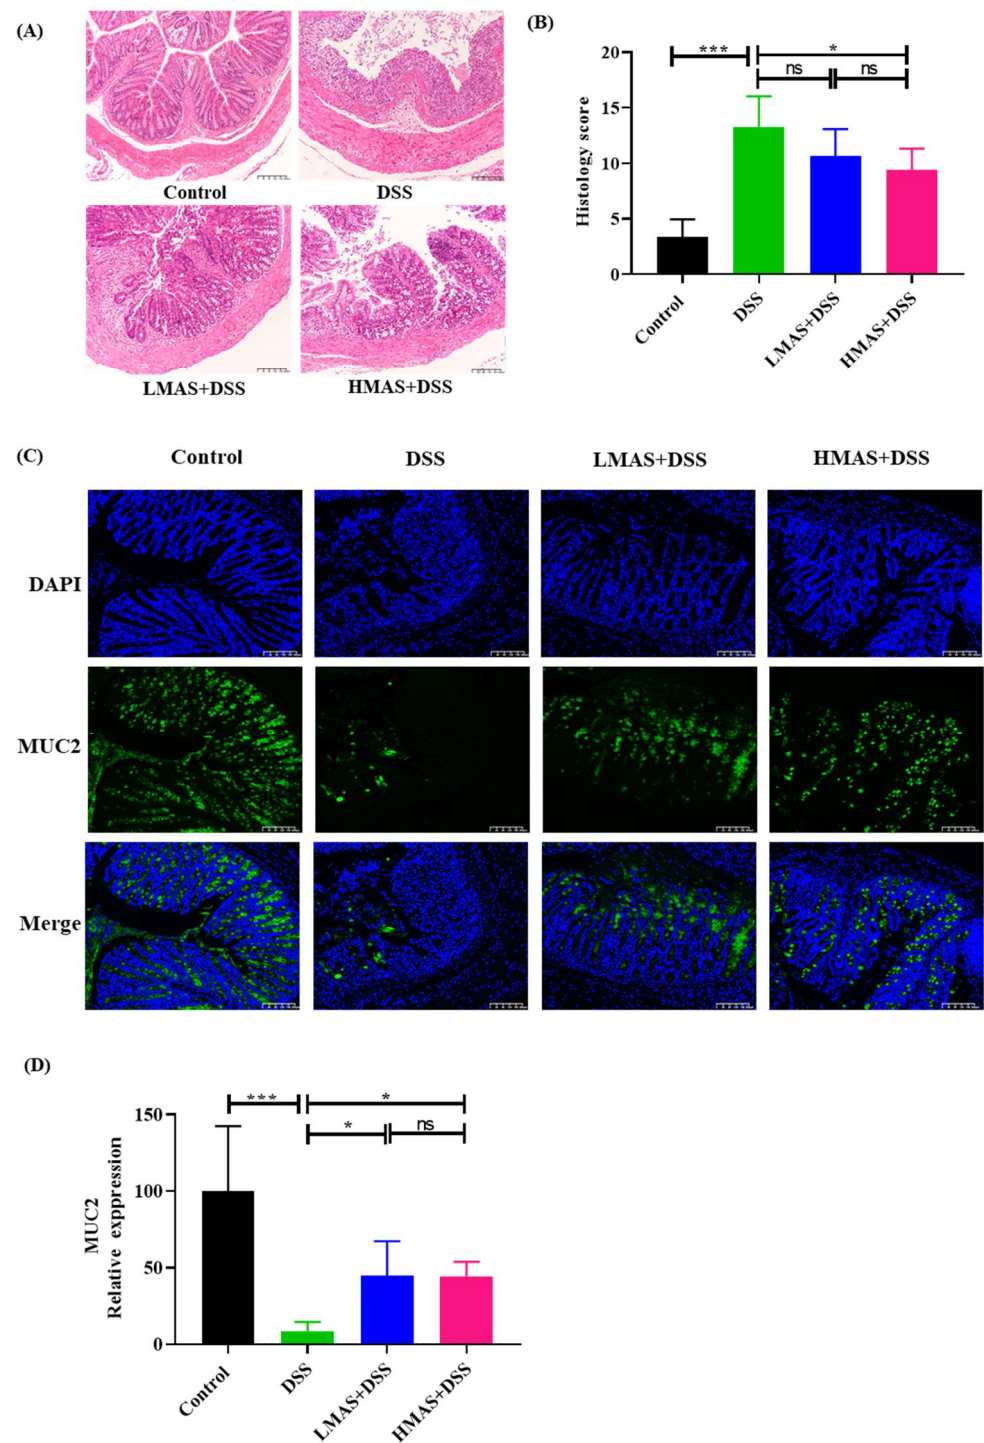 (A)
Control
DSS
LMAS+DSS
HMAS+DSS
(B)
Histology score
20
15
10
5
0
***
*
ns
ns
Control
DSS
LMAS+DSS
HMAS+DSS
(C)
Control
DSS
LMAS+DSS
HMAS+DSS
DAPI
MUC2
Merge
(D)
MUC2
Relative exppression
150
100
50
0
***
*
*
ns
Control
DSS
LMAS+DSS
HMAS+DSS